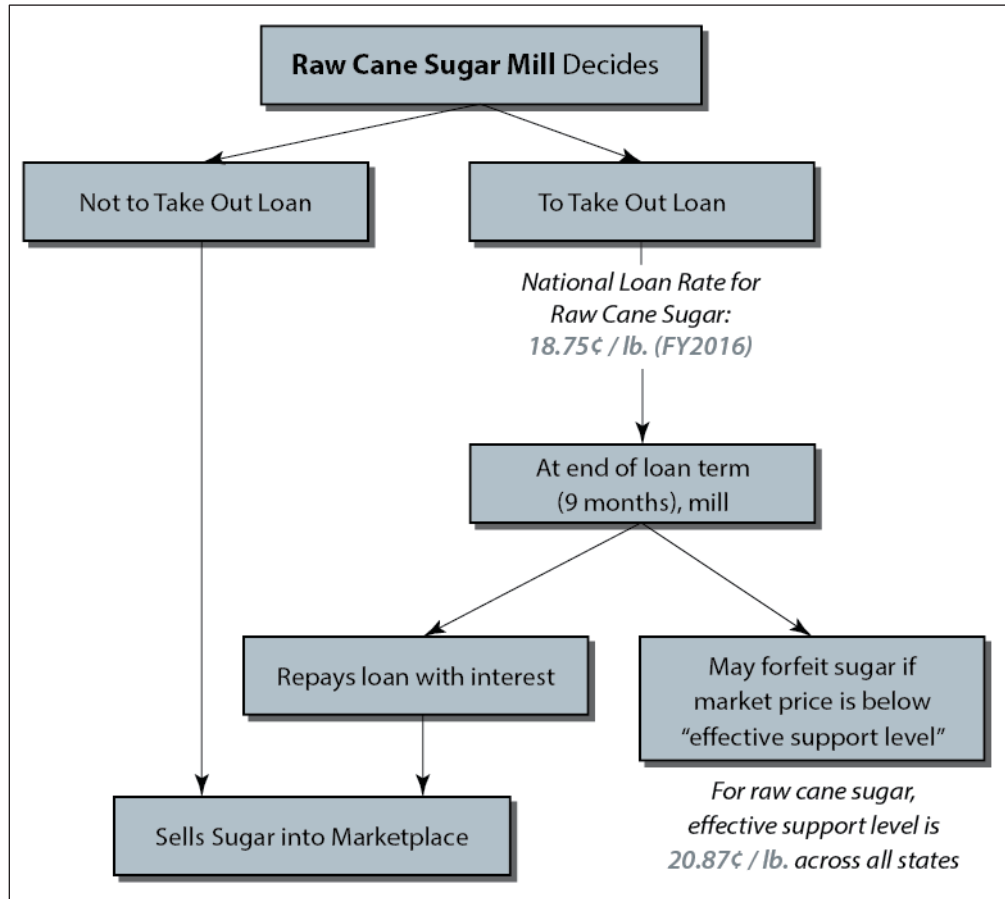 Raw Cane Sugar Mill Decides
Not to Take Out Loan
To Take Out Loan
National Loan Rate for
Raw Cane Sugar:
18.75¢ / lb. (FY2016)
At end of loan term
(9 months), mill
Repays loan with interest
May forfeit sugar if
market price is below
“effective support level”
Sells Sugar into Marketplace
For raw cane sugar,
effective support level is
20.87¢ / lb. across all states